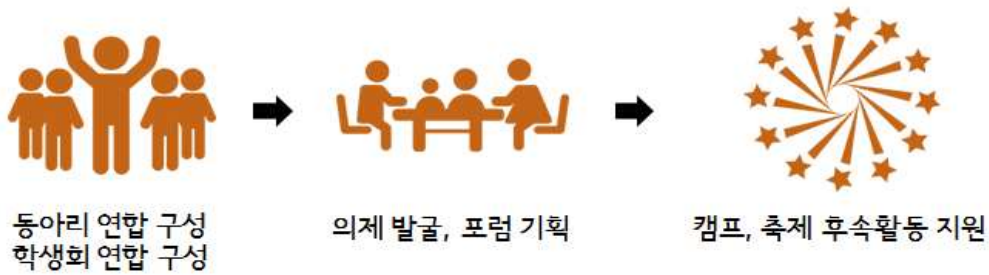 동아리 연합 구성
학생회 연합 구성
의제 발굴, 포럼 기획
캠프, 축제 후속활동 지원